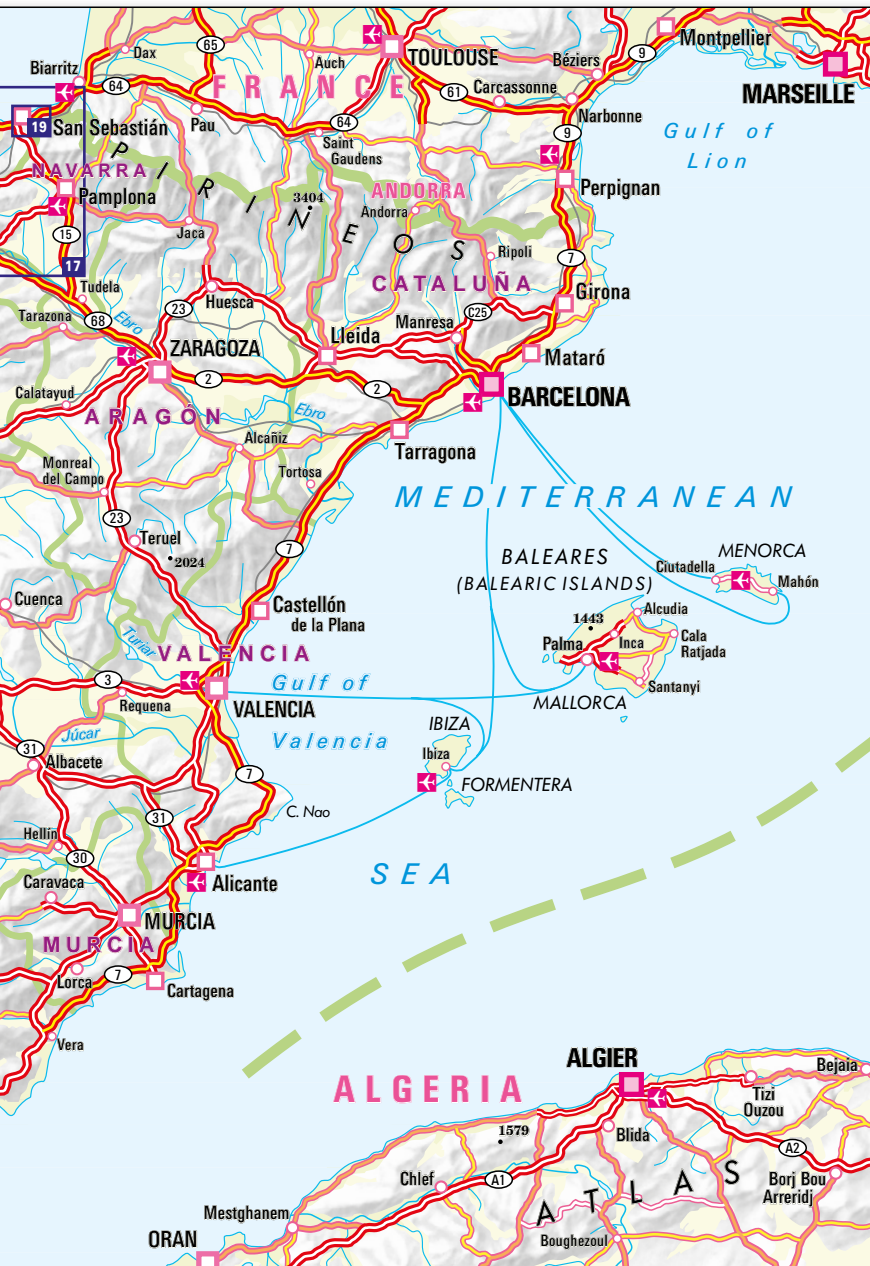 Dax
65
TOULOUSE
Montpellier
Biarritz
Auch
Béziers
9
MARSEILLE
64
FRANCE
61
Carcassonne
19
San Sebastián
Pau
64
Narbonne
Gulf of
Lion
9
Saint
Gaudens
NAVARRA
PIRINEOS
Pamplona
3404
ANDORRA
Andorra
Perpignan
15
Jaca
17
Ripoli
7
CATALUÑA
Tudela
Huesca
Girona
Tarazona
68
Ebro
23
Manresa
C25
ZARAGOZA
Lleida
Mataró
2
2
Calatayud
BARCELONA
ARAGÓN
Ebro
Alcañiz
Tarragona
Monreal
del Campo
Tortosa
MEDITERRANEAN
23
Teruel
7
2024
BALEARES
(BALEARIC ISLANDS)
MENORCA
Ciutadella
Mahón
Cuenca
Castellón
de la Plana
1443
Alcudia
Turiar
Palma
Inca
Cala
Ratjada
VALENCIA
3
Gulf of
Valencia
Santanyi
Requena
VALENCIA
MALLORCA
Júcar
31
IBIZA
Ibiza
Albacete
7
FORMENTERA
C. Nao
31
Hellín
30
SEA
Caravaca
Alicante
MURCIA
MURCIA
Lorca
7
Cartagena
Vera
ALGIER
Bejaia
ALGERIA
Tizi
Ouzou
1579
Blida
A2
Chlef
A1
Borj Bou
Arreridj
ATLAS
Mestghanem
ORAN
Boughezoul